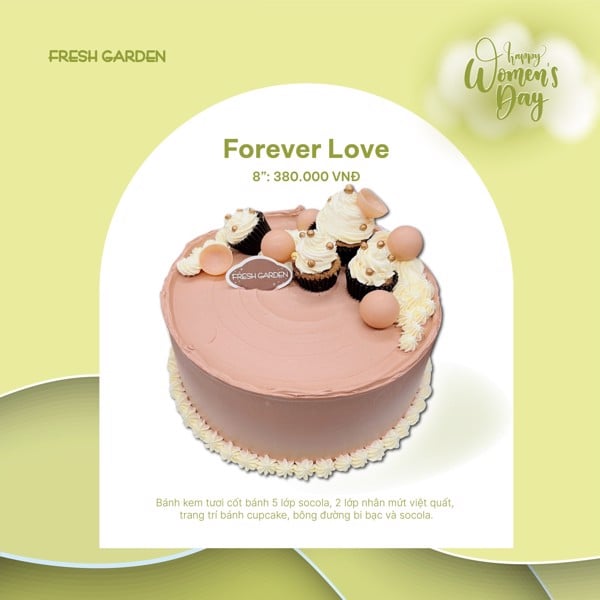 FRESH GARDEN
happy
Women's
Day
Forever Love
8”: 380.000 VNĐ
FRESH GARDEN
Bánh kem tươi cốt bánh 5 lớp socola, 2 lớp nhân mứt việt quất,
trang trí bánh cupcake, bông đường bi bạc và socola.